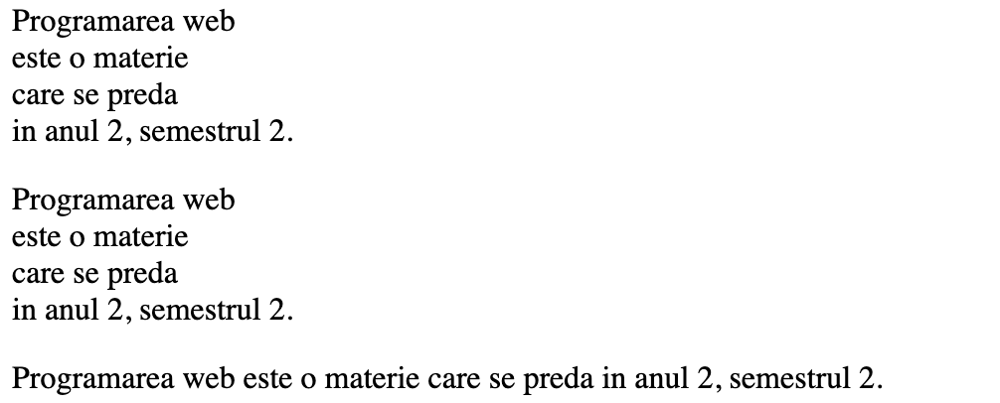 Programarea web
este o materie
care se preda
in anul 2, semestrul 2.
Programarea web
este o materie
care se preda
in anul 2, semestrul 2.
Programarea web este o materie care se preda in anul 2, semestrul 2.